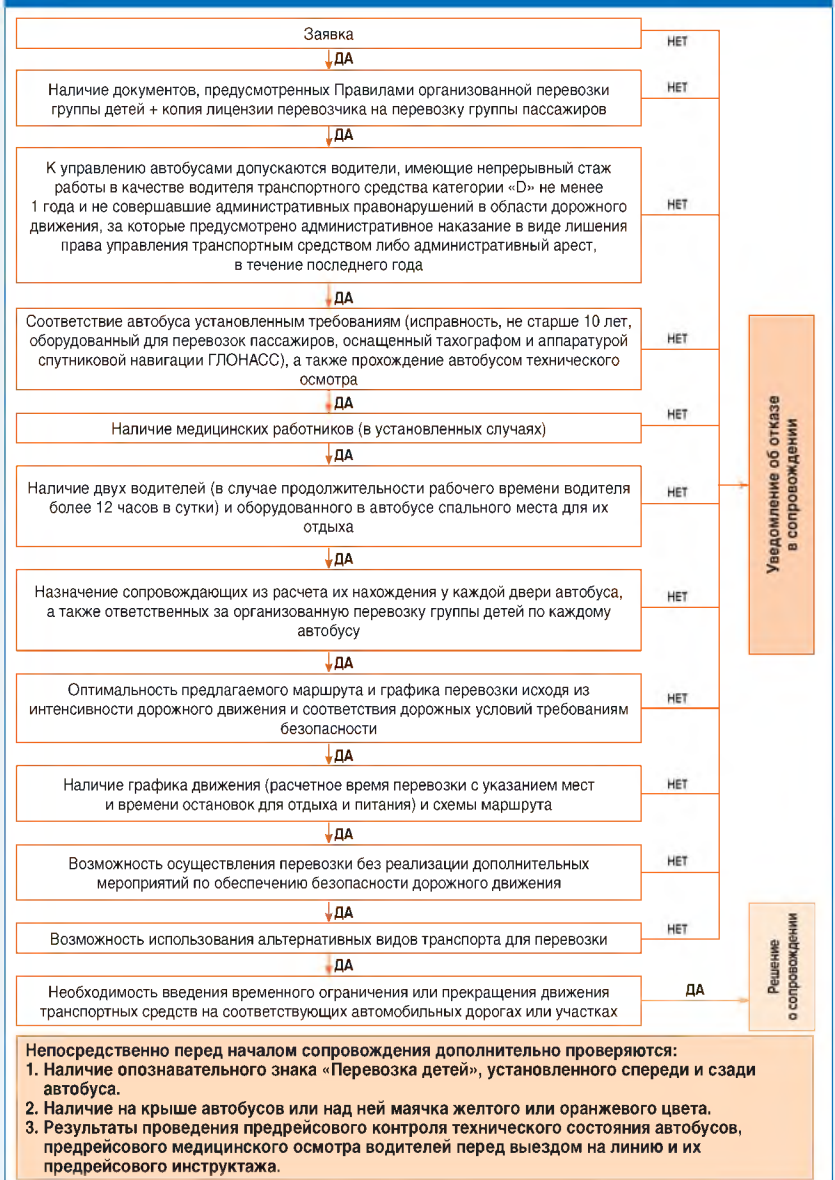 Заявка
НЕТ
ДА
Наличие документов, предусмотренных Правилами организованной перевозки
группы детей + копия лицензии перевозчика на перевозку группы пассажиров
НЕТ
ДА
К управлению автобусами допускаются водители, имеющие непрерывный стаж
работы в качестве водителя транспортного средства категории «D» не менее
1 года и не совершавшие административных правонарушений в области дорожного
движения, за которые предусмотрено административное наказание в виде лишения
права управления транспортным средством либо административный арест,
в течение последнего года
НЕТ
ДА
Соответствие автобуса установленным требованиям (исправность, не старше 10 лет,
оборудованный для перевозок пассажиров, оснащенный тахографом и аппаратурой
спутниковой навигации ГЛОНАСС), а также прохождение автобусом технического
осмотра
НЕТ
ДА
Наличие медицинских работников (в установленных случаях)
НЕТ
ДА
Наличие двух водителей (в случае продолжительности рабочего времени водителя
более 12 часов в сутки) и оборудованного в автобусе спального места для их
отдыха
НЕТ
ДА
Назначение сопровождающих из расчета их нахождения у каждой двери автобуса,
а также ответственных за организованную перевозку группы детей по каждому
автобусу
НЕТ
ДА
Оптимальность предлагаемого маршрута и графика перевозки исходя из
интенсивности дорожного движения и соответствия дорожных условий требованиям
безопасности
НЕТ
ДА
Наличие графика движения (расчетное время перевозки с указанием мест
и времени остановок для отдыха и питания) и схемы маршрута
НЕТ
ДА
Возможность осуществления перевозки без реализации дополнительных
мероприятий по обеспечению безопасности дорожного движения
НЕТ
ДА
Возможность использования альтернативных видов транспорта для перевозки
НЕТ
ДА
Необходимость введения временного ограничения или прекращения движения
транспортных средств на соответствующих автомобильных дорогах или участках
ДА
Уведомление об отказе
в сопровождении
Решение
о сопровождении
Непосредственно перед началом сопровождения дополнительно проверяются:
1. Наличие опознавательного знака «Перевозка детей», установленного спереди и сзади
автобуса.
2. Наличие на крыше автобусов или над ней маячка желтого или оранжевого цвета.
3. Результаты проведения предрейсового контроля технического состояния автобусов,
предрейсового медицинского осмотра водителей перед выездом на линию и их
предрейсового инструктажа.